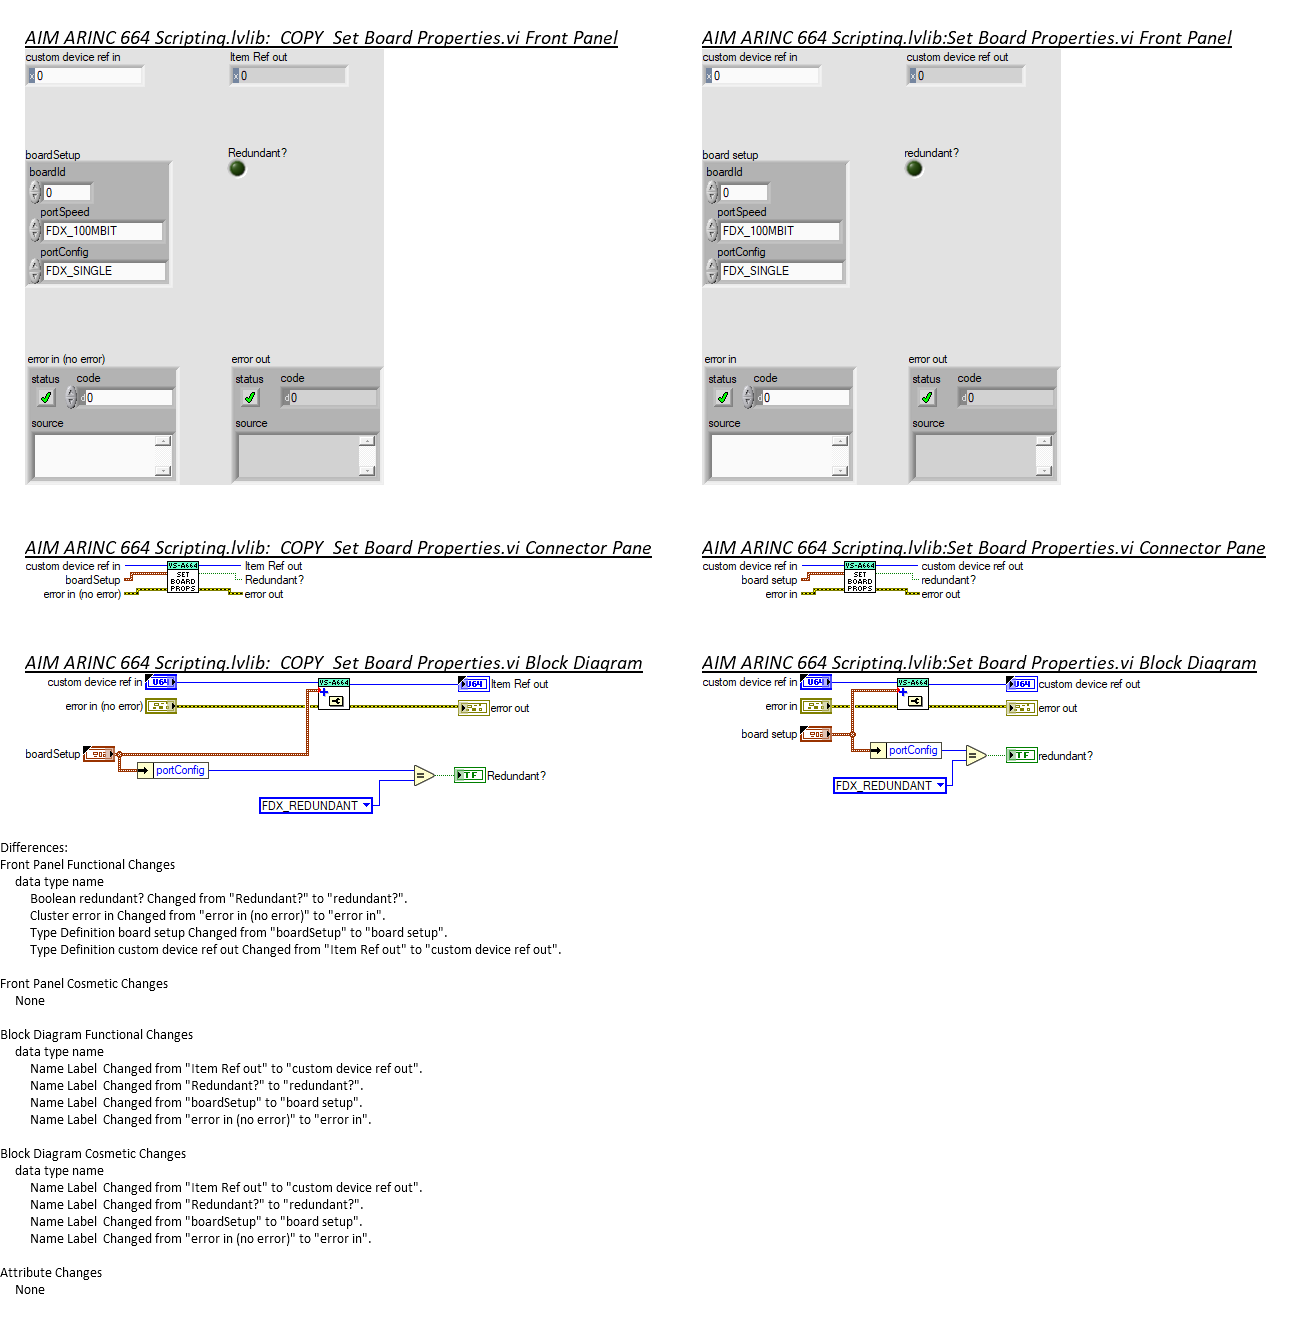 AIM ARINC 664 Scripting.lvlib:  COPY  Set Board Properties.vi Front Panel
custom device ref in
Item Ref out
x 0
x 0
boardSetup
Redundant?
boardId
0
portSpeed
FDX_100MBIT
portConfig
FDX_SINGLE
error in (no error)
error out
status
code
status
code
d 0
d 0
source
source
AIM ARINC 664 Scripting.lvlib:Set Board Properties.vi Front Panel
custom device ref in
custom device ref out
x 0
x 0
board setup
redundant?
boardId
0
portSpeed
FDX_100MBIT
portConfig
FDX_SINGLE
error in
error out
status
code
status
code
d 0
d 0
source
source
AIM ARINC 664 Scripting.lvlib:  COPY  Set Board Properties.vi Connector Pane
custom device ref in
boardSetup
error in (no error)
VS-A664
SET
BOARD
PROPS
Item Ref out
Redundant?
error out
AIM ARINC 664 Scripting.lvlib:Set Board Properties.vi Connector Pane
custom device ref in
board setup
error in
VS-A664
SET
BOARD
PROPS
custom device ref out
redundant?
error out
AIM ARINC 664 Scripting.lvlib:  COPY  Set Board Properties.vi Block Diagram
custom device ref in
U64
VS-A664
U64
Item Ref out
error in (no error)
error out
boardSetup
portConfig
=
TF
Redundant?
FDX_REDUNDANT
AIM ARINC 664 Scripting.lvlib:Set Board Properties.vi Block Diagram
custom device ref in
U64
VS-A664
U64
custom device ref out
error in
error out
board setup
portConfig
=
TF
redundant?
FDX_REDUNDANT
Differences:
Front Panel Functional Changes
data type name
Boolean redundant? Changed from "Redundant?" to "redundant?".
Cluster error in Changed from "error in (no error)" to "error in".
Type Definition board setup Changed from "boardSetup" to "board setup".
Type Definition custom device ref out Changed from "Item Ref out" to "custom device ref out".
Front Panel Cosmetic Changes
None
Block Diagram Functional Changes
data type name
Name Label  Changed from "Item Ref out" to "custom device ref out".
Name Label  Changed from "Redundant?" to "redundant?".
Name Label  Changed from "boardSetup" to "board setup".
Name Label  Changed from "error in (no error)" to "error in".
Block Diagram Cosmetic Changes
data type name
Name Label  Changed from "Item Ref out" to "custom device ref out".
Name Label  Changed from "Redundant?" to "redundant?".
Name Label  Changed from "boardSetup" to "board setup".
Name Label  Changed from "error in (no error)" to "error in".
Attribute Changes
None